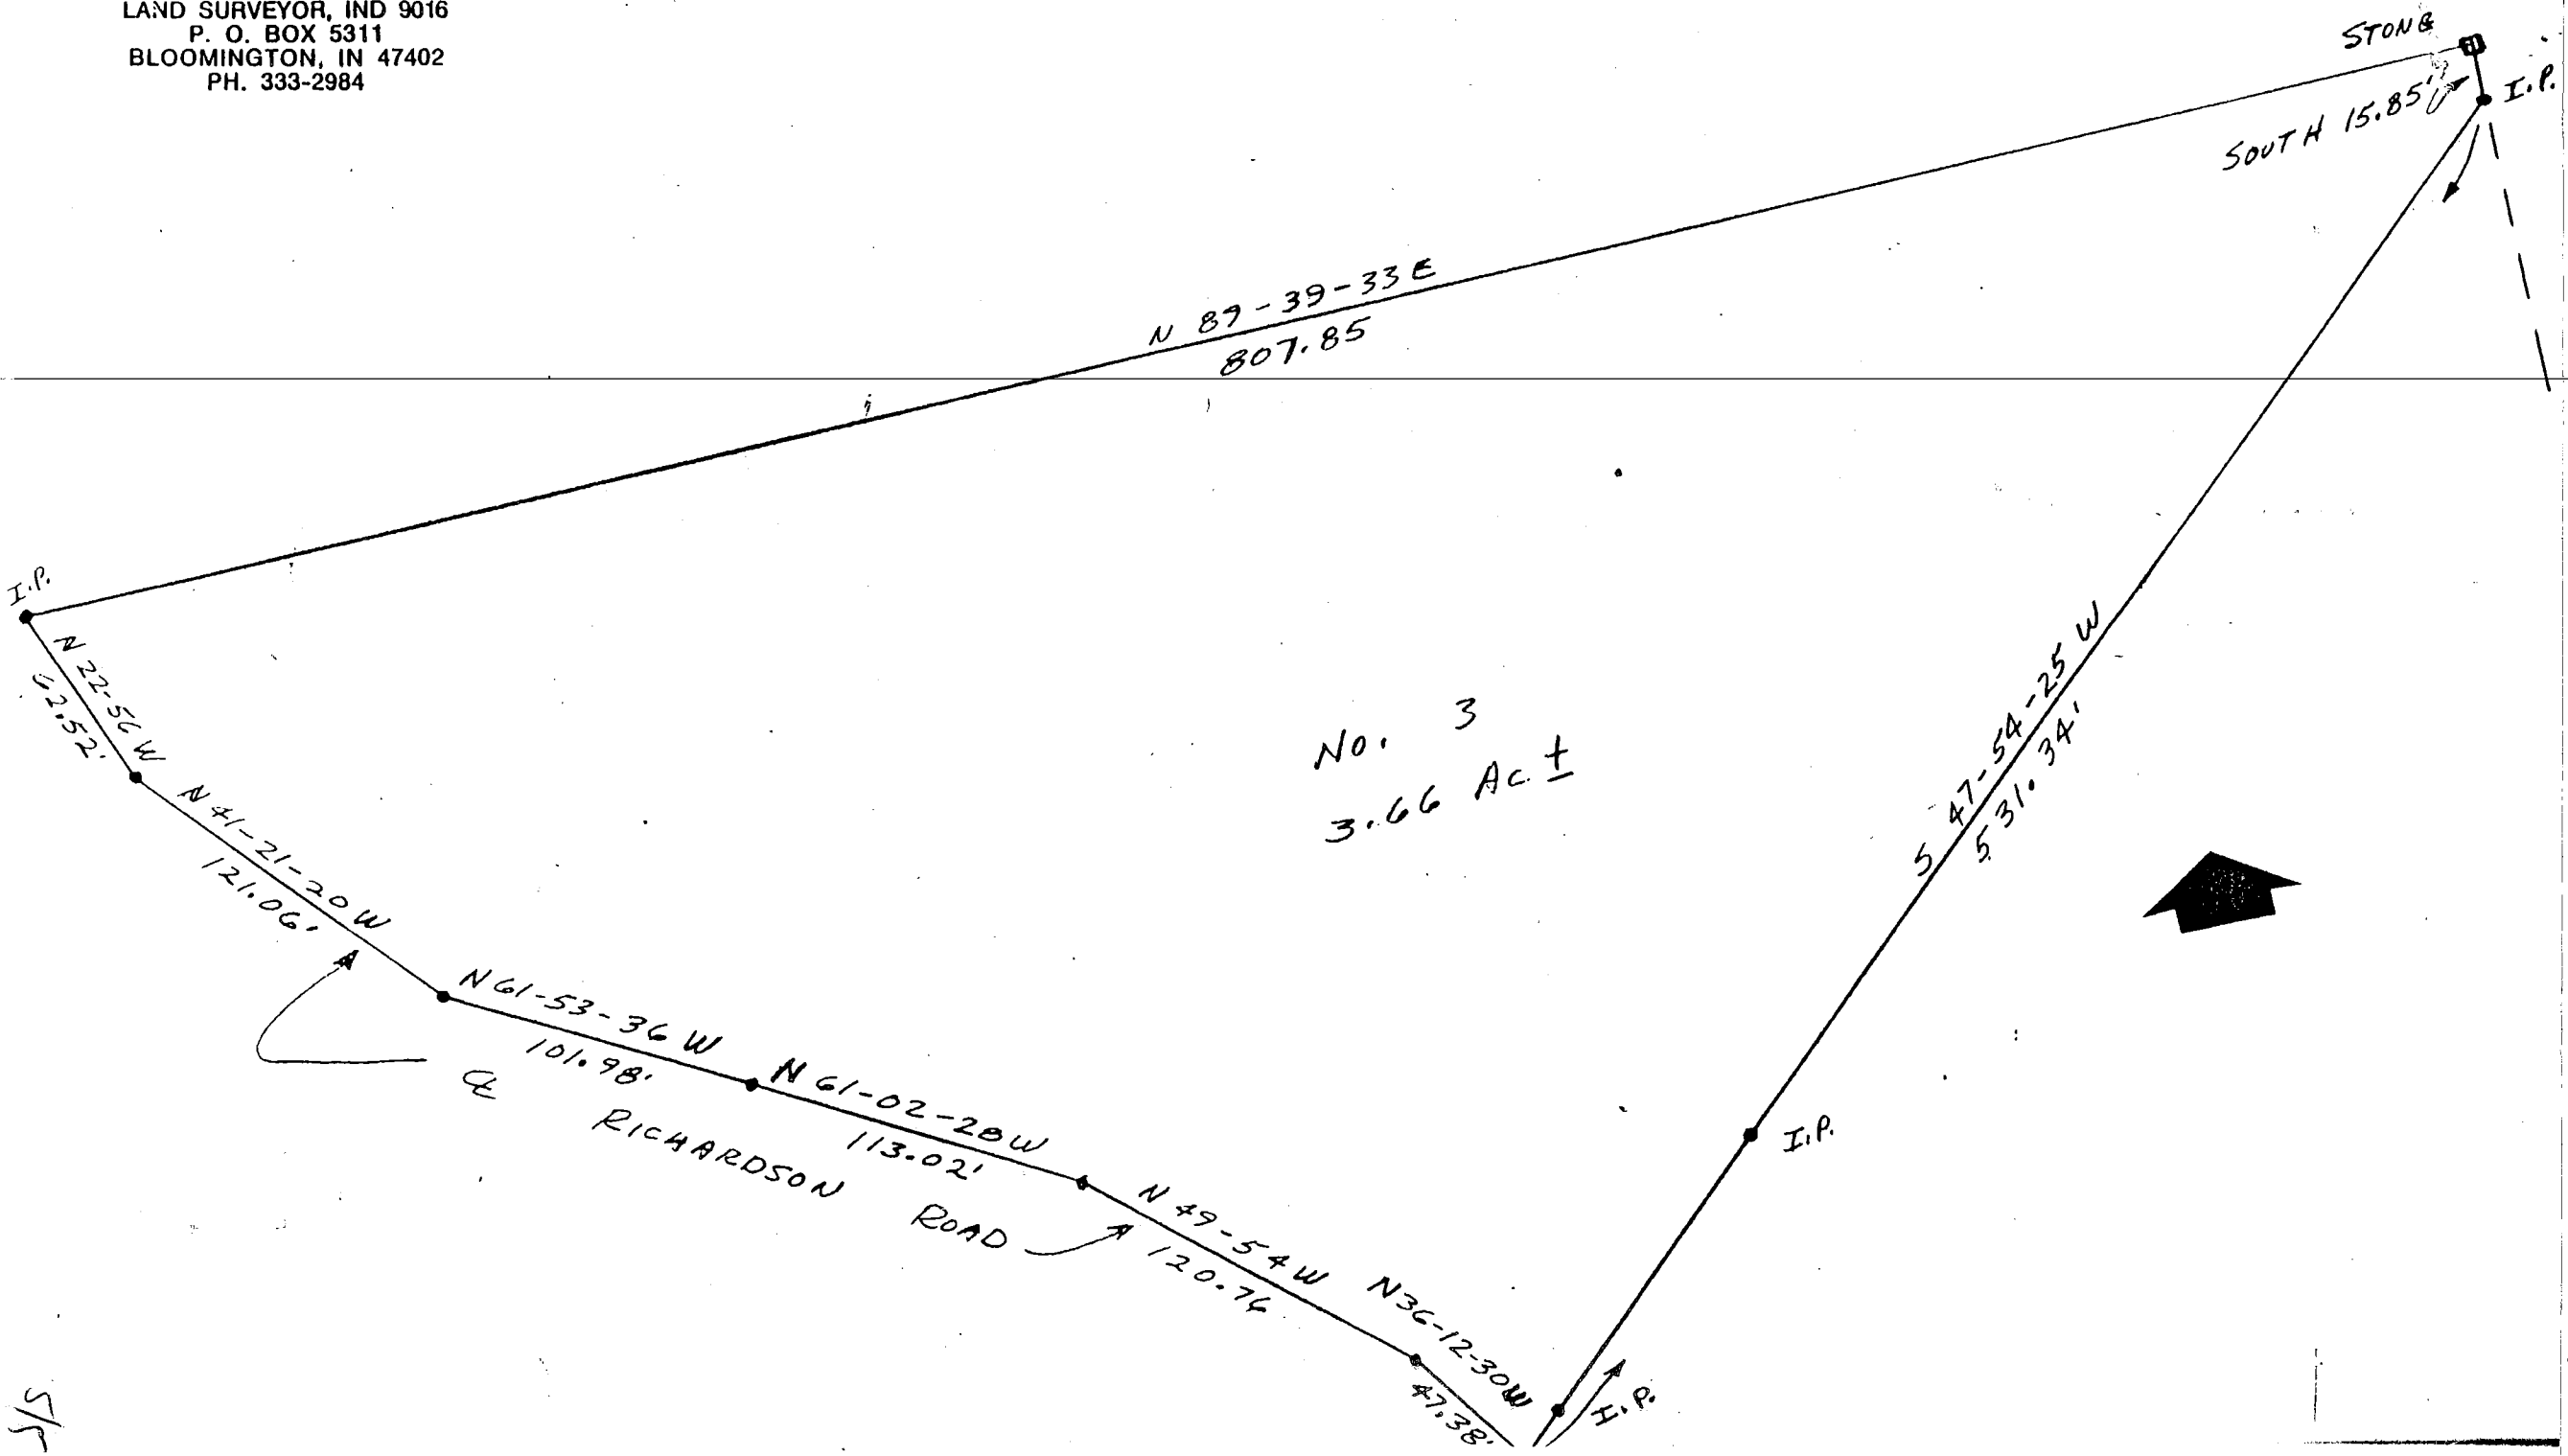 LAND SURVEYOR, IND 9016
P. O. BOX 5311
BLOOMINGTON, IN 47402
PH. 333-2984
STONE
I.P.
SOUTH 15.85'
N 89-39-33 E
807.85
I.P.
N 22-56 W
62.52'
N 41-21-20 W
121.06'
No. 3
3.66 Ac. ±
S 47-54-25 W
531.34'
N 61-53-36 W
101.98'
℄ RICHARDSON ROAD
N 61-02-28 W
113.02'
I.P.
N 49-54 W
120.76
N 36-12-30 W
47.38'
I.P.